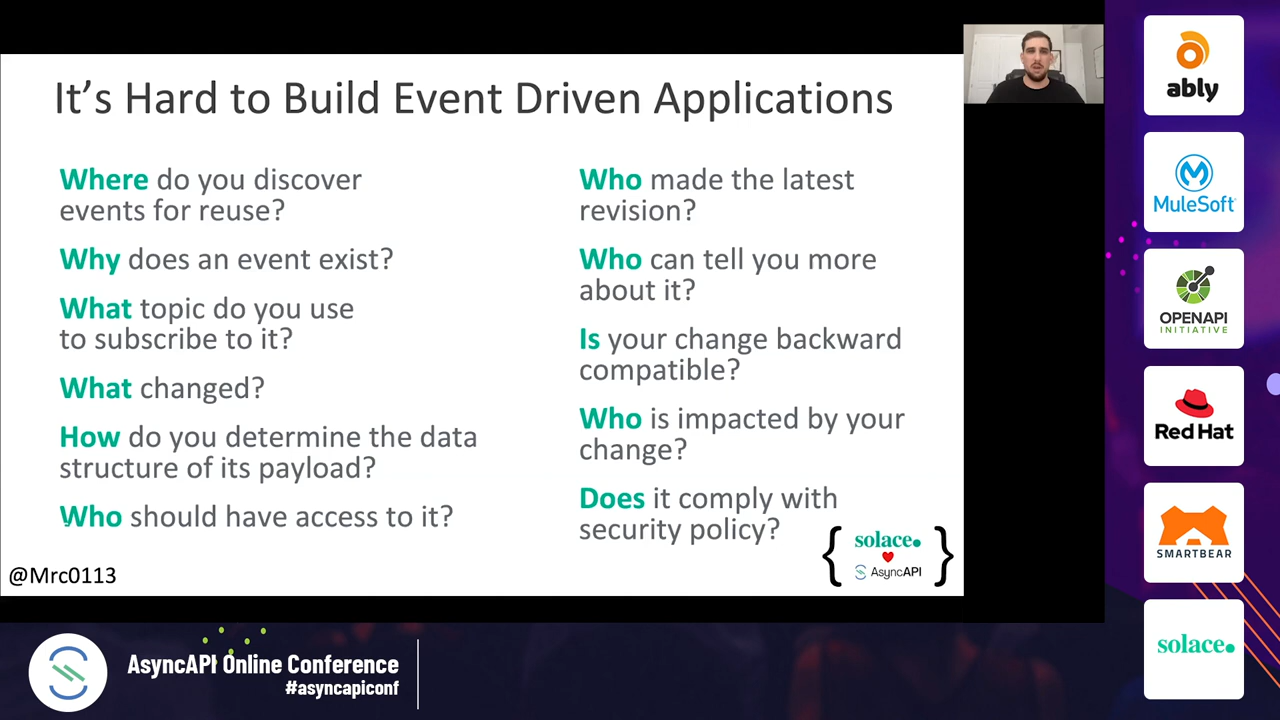 It's Hard to Build Event Driven Applications
Where do you discover
events for reuse?
Why does an event exist?
What topic do you use
to subscribe to it?
What changed?
How do you determine the data
structure of its payload?
Who should have access to it?
Who made the latest
revision?
Who can tell you more
about it?
Is your change backward
compatible?
Who is impacted by your
change?
Does it comply with
security policy?
solace.
AsyncAPI
@Mrc0113
AsyncAPI Online Conference
#asyncapiconf
ably
MuleSoft
OPENAPI
INITIATIVE
Red Hat
SMARTBEAR
solace.